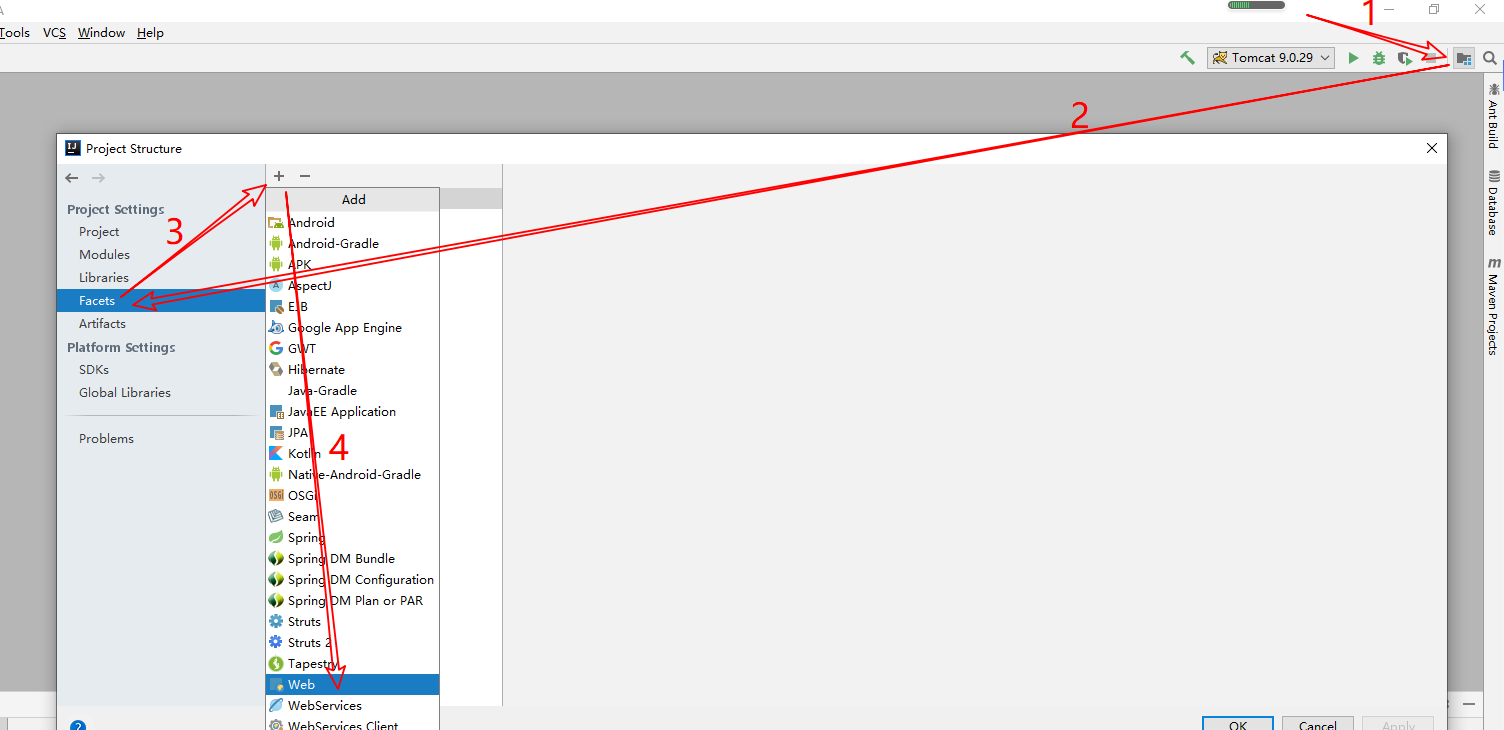 Tools VCS Window Help
1
Tomcat 9.0.29
2
Ant Build
Database
m Maven Projects
IJ Project Structure
+ −
Project Settings
Project
Modules
Libraries
Facets
Artifacts
Platform Settings
SDKs
Global Libraries
Problems
3
Add
Android
Android-Gradle
APK
AspectJ
EJB
Google App Engine
GWT
Hibernate
Java-Gradle
JavaEE Application
JPA
Kotlin
4
Native-Android-Gradle
OSGi
Seam
Spring
Spring DM Bundle
Spring DM Configuration
Spring DM Plan or PAR
Struts
Struts 2
Tapestry
Web
WebServices
WebServices Client
?
OK Cancel Apply